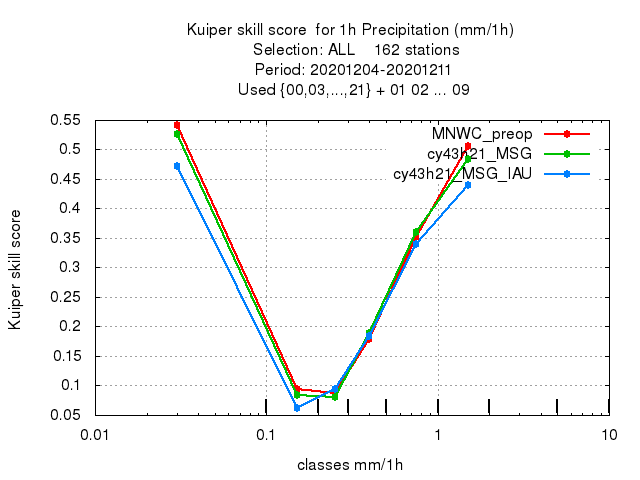 Kuiper skill score  for 1h Precipitation (mm/1h)
Selection: ALL    162 stations
Period: 20201204-20201211
Used {00,03,...,21} + 01 02 ... 09
MNWC_preop
cy43h21_MSG
cy43h21_MSG_IAU
0.55
0.5
0.45
0.4
0.35
0.3
0.25
0.2
0.15
0.1
0.05
Kuiper skill score
0.01
0.1
1
10
classes mm/1h